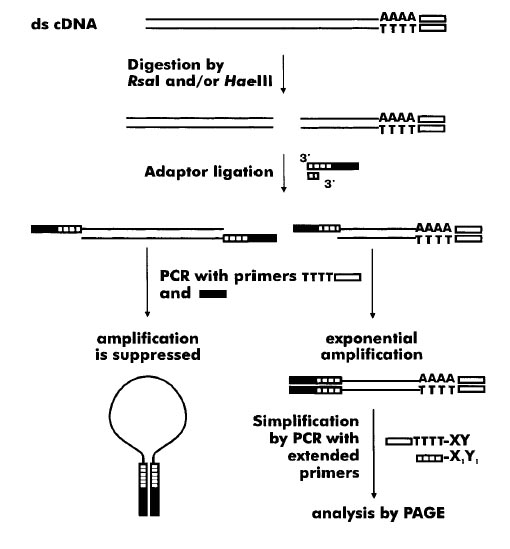 ds cDNA
AAAA
TTTT
Digestion by
RsaI and/or HaeIII
AAAA
TTTT
Adaptor ligation
3'
3'
AAAA
TTTT
PCR with primers TTTT
and
amplification
is suppressed
exponential
amplification
AAAA
TTTT
Simplification
by PCR with
extended
primers
TTTT-XY
-X₁Y₁
analysis by PAGE